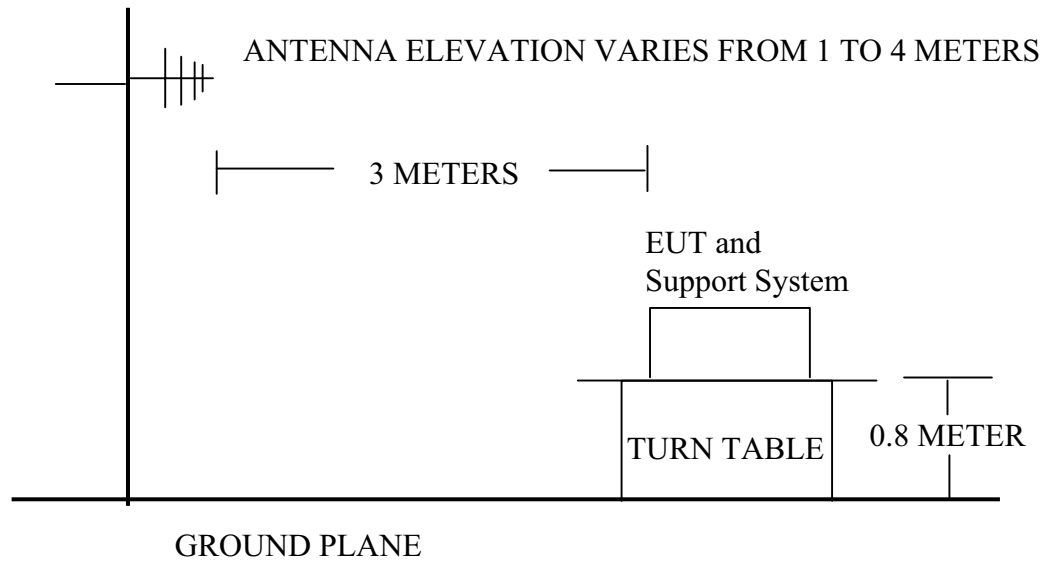 ANTENNA ELEVATION VARIES FROM 1 TO 4 METERS
3 METERS
EUT and
Support System
TURN TABLE
0.8 METER
GROUND PLANE